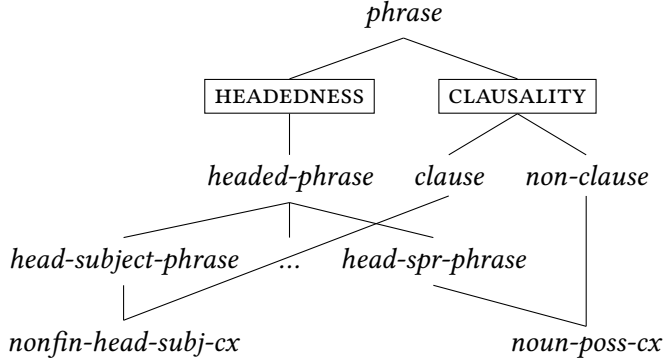 phrase
HEADEDNESS CLAUSALITY
headed-phrase clause non-clause
head-subject-phrase ... head-spr-phrase
nonfin-head-subj-cx noun-poss-cx